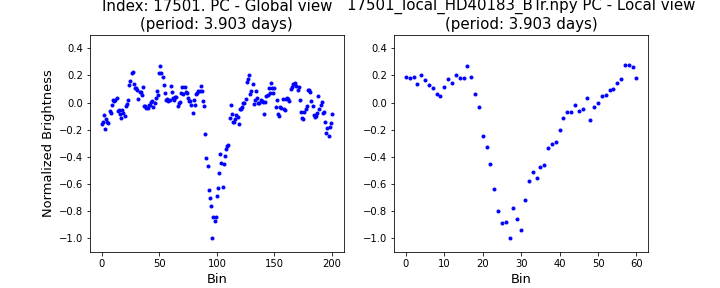 Index: 17501. PC - Global view
(period: 3.903 days)
17501_local_HD40183_BTr.npy PC - Local view
(period: 3.903 days)
Normalized Brightness
0.4
0.2
0.0
−0.2
−0.4
−0.6
−0.8
−1.0
0 50 100 150 200
Bin
0.4
0.2
0.0
−0.2
−0.4
−0.6
−0.8
−1.0
0 10 20 30 40 50 60
Bin